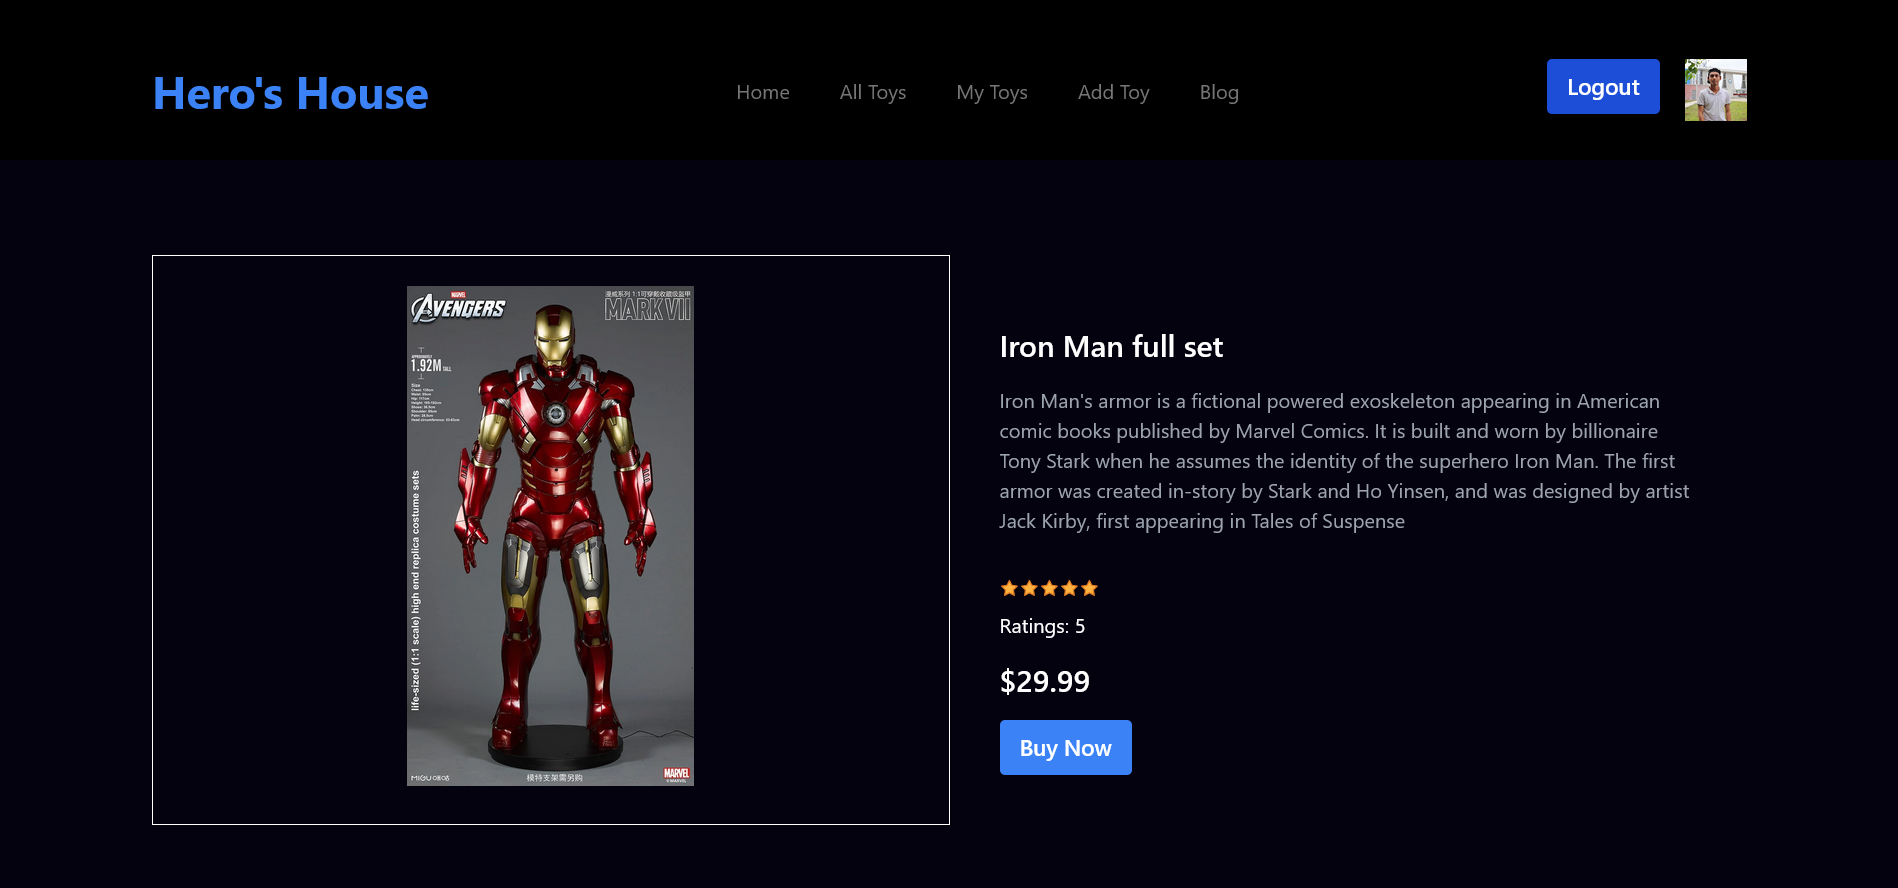 Hero's House
Home
All Toys
My Toys
Add Toy
Blog
Logout
MARVEL
AVENGERS
漫威系列 1:1可穿戴收藏级盔甲
MARK VII
APPROXIMATELY
1.92M TALL
Size:
life-sized (1:1 scale) high end replica costume sets
MIGU 咪咕
模特支架需另购
MARVEL
Iron Man full set
Iron Man's armor is a fictional powered exoskeleton appearing in American
comic books published by Marvel Comics. It is built and worn by billionaire
Tony Stark when he assumes the identity of the superhero Iron Man. The first
armor was created in-story by Stark and Ho Yinsen, and was designed by artist
Jack Kirby, first appearing in Tales of Suspense
Ratings: 5
$29.99
Buy Now